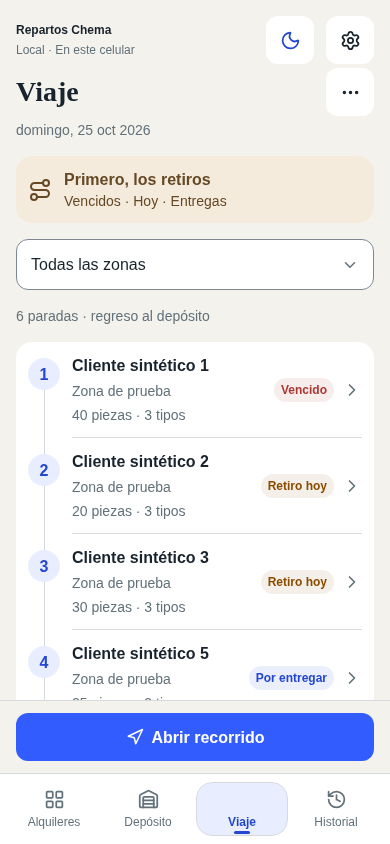 Repartos Chema
Local · En este celular
Viaje
domingo, 25 oct 2026
Primero, los retiros
Vencidos · Hoy · Entregas
Todas las zonas
6 paradas · regreso al depósito
1
Cliente sintético 1
Zona de prueba
Vencido
40 piezas · 3 tipos
2
Cliente sintético 2
Zona de prueba
Retiro hoy
20 piezas · 3 tipos
3
Cliente sintético 3
Zona de prueba
Retiro hoy
30 piezas · 3 tipos
4
Cliente sintético 5
Zona de prueba
Por entregar
Abrir recorrido
Alquileres
Depósito
Viaje
Historial